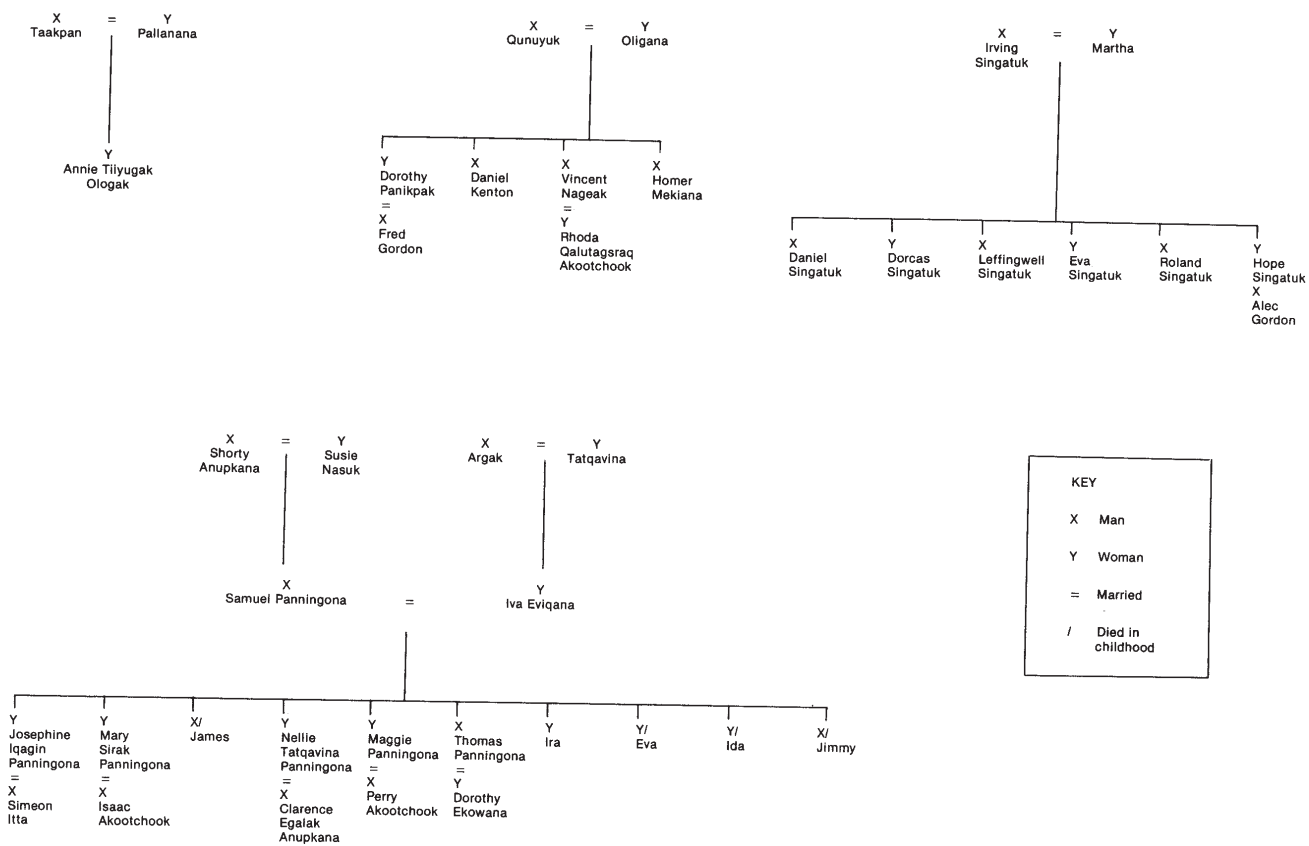 X = Y
Taakpan Pallanana
Y
Annie Tiiyugak
Ologak
X = Y
Qunuyuk Oligana
Y
Dorothy
Panikpak
=
X
Fred
Gordon
X
Daniel
Kenton
X
Vincent
Nageak
=
Y
Rhoda
Qalutagsraq
Akootchook
X
Homer
Mekiana
X = Y
Irving Martha
Singatuk
X
Daniel
Singatuk
Y
Dorcas
Singatuk
X
Leffingwell
Singatuk
Y
Eva
Singatuk
X
Roland
Singatuk
Y
Hope
Singatuk
X
Alec
Gordon
X = Y
Shorty Susie
Anupkana Nasuk
X = Y
Argak Tatqavina
X
Samuel Panningona
=
Y
Iva Eviqana
Y
Josephine
Iqagin
Panningona
=
X
Simeon
Itta
Y
Mary
Sirak
Panningona
=
X
Isaac
Akootchook
X/
James
Y
Nellie
Tatqavina
Panningona
=
X
Clarence
Egalak
Anupkana
Y
Maggie
Panningona
=
X
Perry
Akootchook
X
Thomas
Panningona
=
Y
Dorothy
Ekowana
Y
Ira
Y/
Eva
Y/
Ida
X/
Jimmy
KEY
X Man
Y Woman
= Married
/ Died in
childhood